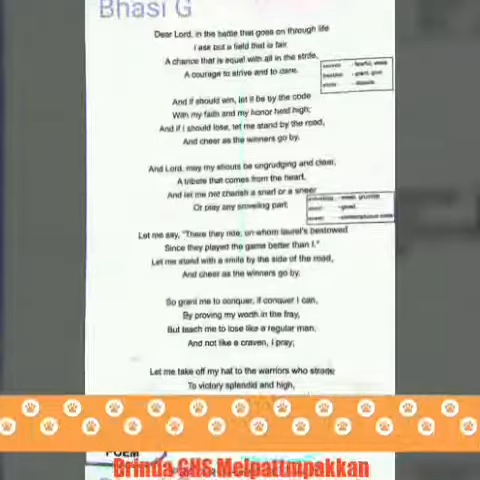 Bhasi G
Dear Lord, in the battle that goes on through life
I ask but a field that is fair,
A chance that is equal with all in the strife,
A courage to strive and to dare.
And if should win, let it be by the code
With my faith and my honor held high;
And if I should lose, let me stand by the road,
And cheer as the winners go by.
And Lord, may my shouts be ungrudging and clear,
A tribute that comes from the heart,
And let me not cherish a snarl or a sneer
Or play any sniveling part;
Let me say, "There they ride, on whom laurel's bestowed
Since they played the game better than I."
Let me stand with a smile by the side of the road,
And cheer as the winners go by.
So grant me to conquer, if conquer I can,
By proving my worth in the fray,
But teach me to lose like a regular man,
And not like a craven, I pray;
Let me take off my hat to the warriors who strode
To victory splendid and high,
POEM
Brinda GHS Melpattmpakkan